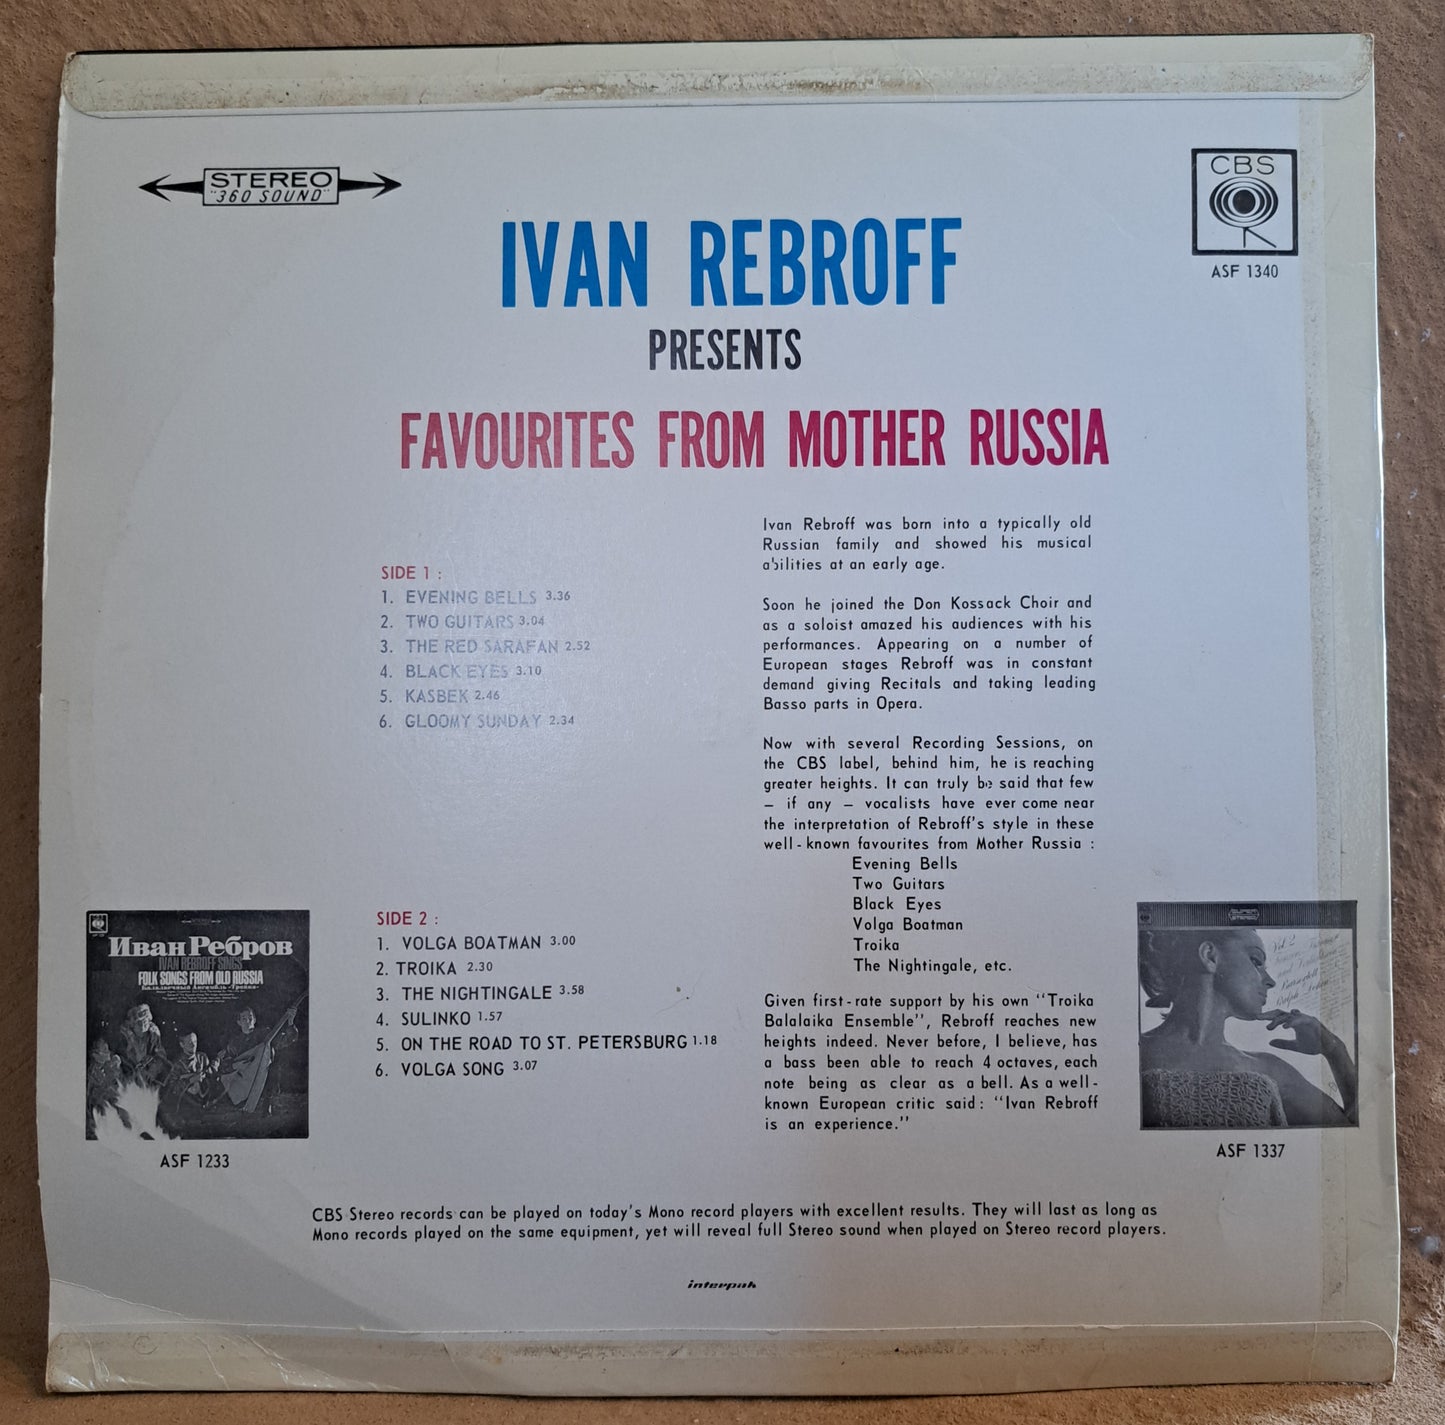 STEREO
"360 SOUND"
CBS
ASF 1340
IVAN REBROFF
PRESENTS
FAVOURITES FROM MOTHER RUSSIA
SIDE 1 :
1. EVENING BELLS 3.36
2. TWO GUITARS 3.04
3. THE RED SARAFAN 2.52
4. BLACK EYES 3.10
5. KASBEK 2.46
6. GLOOMY SUNDAY 2.34
SIDE 2 :
1. VOLGA BOATMAN 3.00
2. TROIKA 2.30
3. THE NIGHTINGALE 3.58
4. SULINKO 1.57
5. ON THE ROAD TO ST. PETERSBURG 1.18
6. VOLGA SONG 3.07
Ivan Rebroff was born into a typically old
Russian family and showed his musical
abilities at an early age.
Soon he joined the Don Kossack Choir and
as a soloist amazed his audiences with his
performances. Appearing on a number of
European stages Rebroff was in constant
demand giving Recitals and taking leading
Basso parts in Opera.
Now with several Recording Sessions, on
the CBS label, behind him, he is reaching
greater heights. It can truly be said that few
– if any – vocalists have ever come near
the interpretation of Rebroff's style in these
well-known favourites from Mother Russia :
Evening Bells
Two Guitars
Black Eyes
Volga Boatman
Troika
The Nightingale, etc.
Given first-rate support by his own "Troika
Balalaika Ensemble", Rebroff reaches new
heights indeed. Never before, I believe, has
a bass been able to reach 4 octaves, each
note being as clear as a bell. As a well-
known European critic said: "Ivan Rebroff
is an experience."
Иван Ребров
IVAN REBROFF SINGS
FOLK SONGS FROM OLD RUSSIA
ASF 1233
Vol. 2
ASF 1337
CBS Stereo records can be played on today's Mono record players with excellent results. They will last as long as
Mono records played on the same equipment, yet will reveal full Stereo sound when played on Stereo record players.
interpak